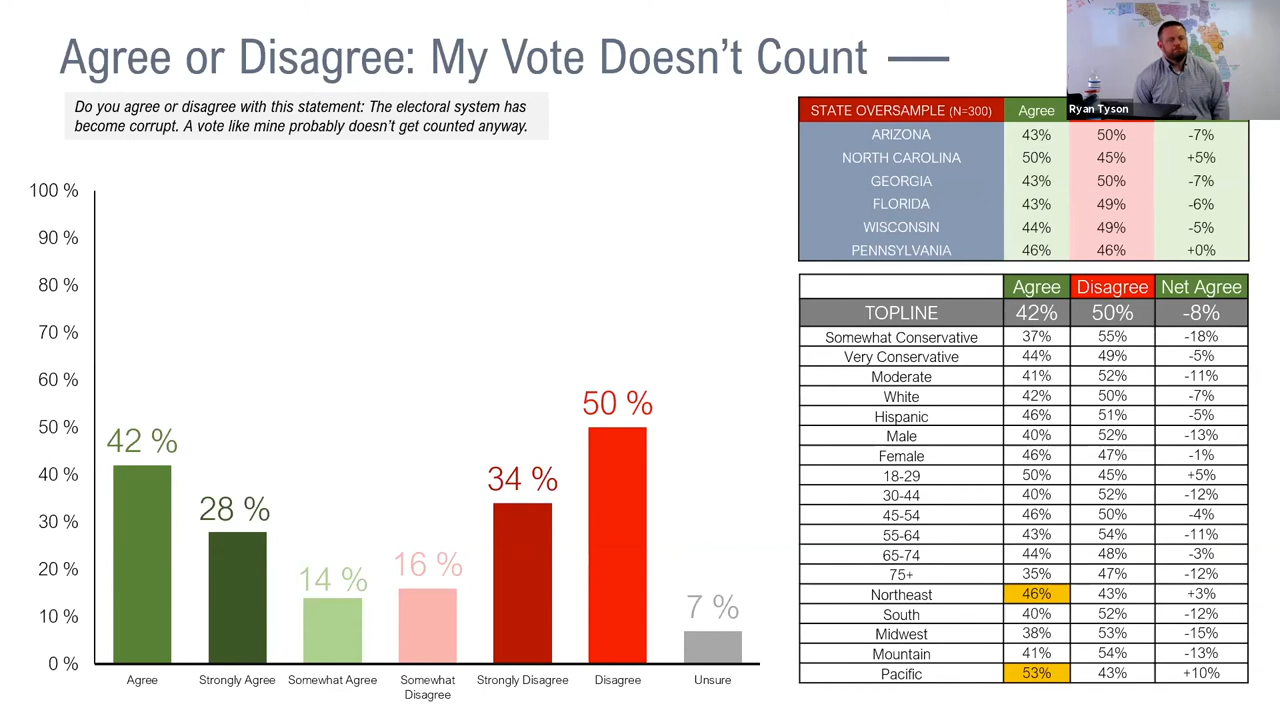 Agree or Disagree: My Vote Doesn’t Count —
Do you agree or disagree with this statement: The electoral system has
become corrupt. A vote like mine probably doesn’t get counted anyway.
Ryan Tyson
STATE OVERSAMPLE (N=300) Agree
ARIZONA 43% 50% -7%
NORTH CAROLINA 50% 45% +5%
GEORGIA 43% 50% -7%
FLORIDA 43% 49% -6%
WISCONSIN 44% 49% -5%
PENNSYLVANIA 46% 46% +0%
100 %
90 %
80 %
70 %
60 %
50 %
40 %
30 %
20 %
10 %
0 %
42 %
28 %
14 %
16 %
34 %
50 %
7 %
Agree
Strongly Agree
Somewhat Agree
Somewhat
Disagree
Strongly Disagree
Disagree
Unsure
Agree Disagree Net Agree
TOPLINE 42% 50% -8%
Somewhat Conservative 37% 55% -18%
Very Conservative 44% 49% -5%
Moderate 41% 52% -11%
White 42% 50% -7%
Hispanic 46% 51% -5%
Male 40% 52% -13%
Female 46% 47% -1%
18-29 50% 45% +5%
30-44 40% 52% -12%
45-54 46% 50% -4%
55-64 43% 54% -11%
65-74 44% 48% -3%
75+ 35% 47% -12%
Northeast 46% 43% +3%
South 40% 52% -12%
Midwest 38% 53% -15%
Mountain 41% 54% -13%
Pacific 53% 43% +10%